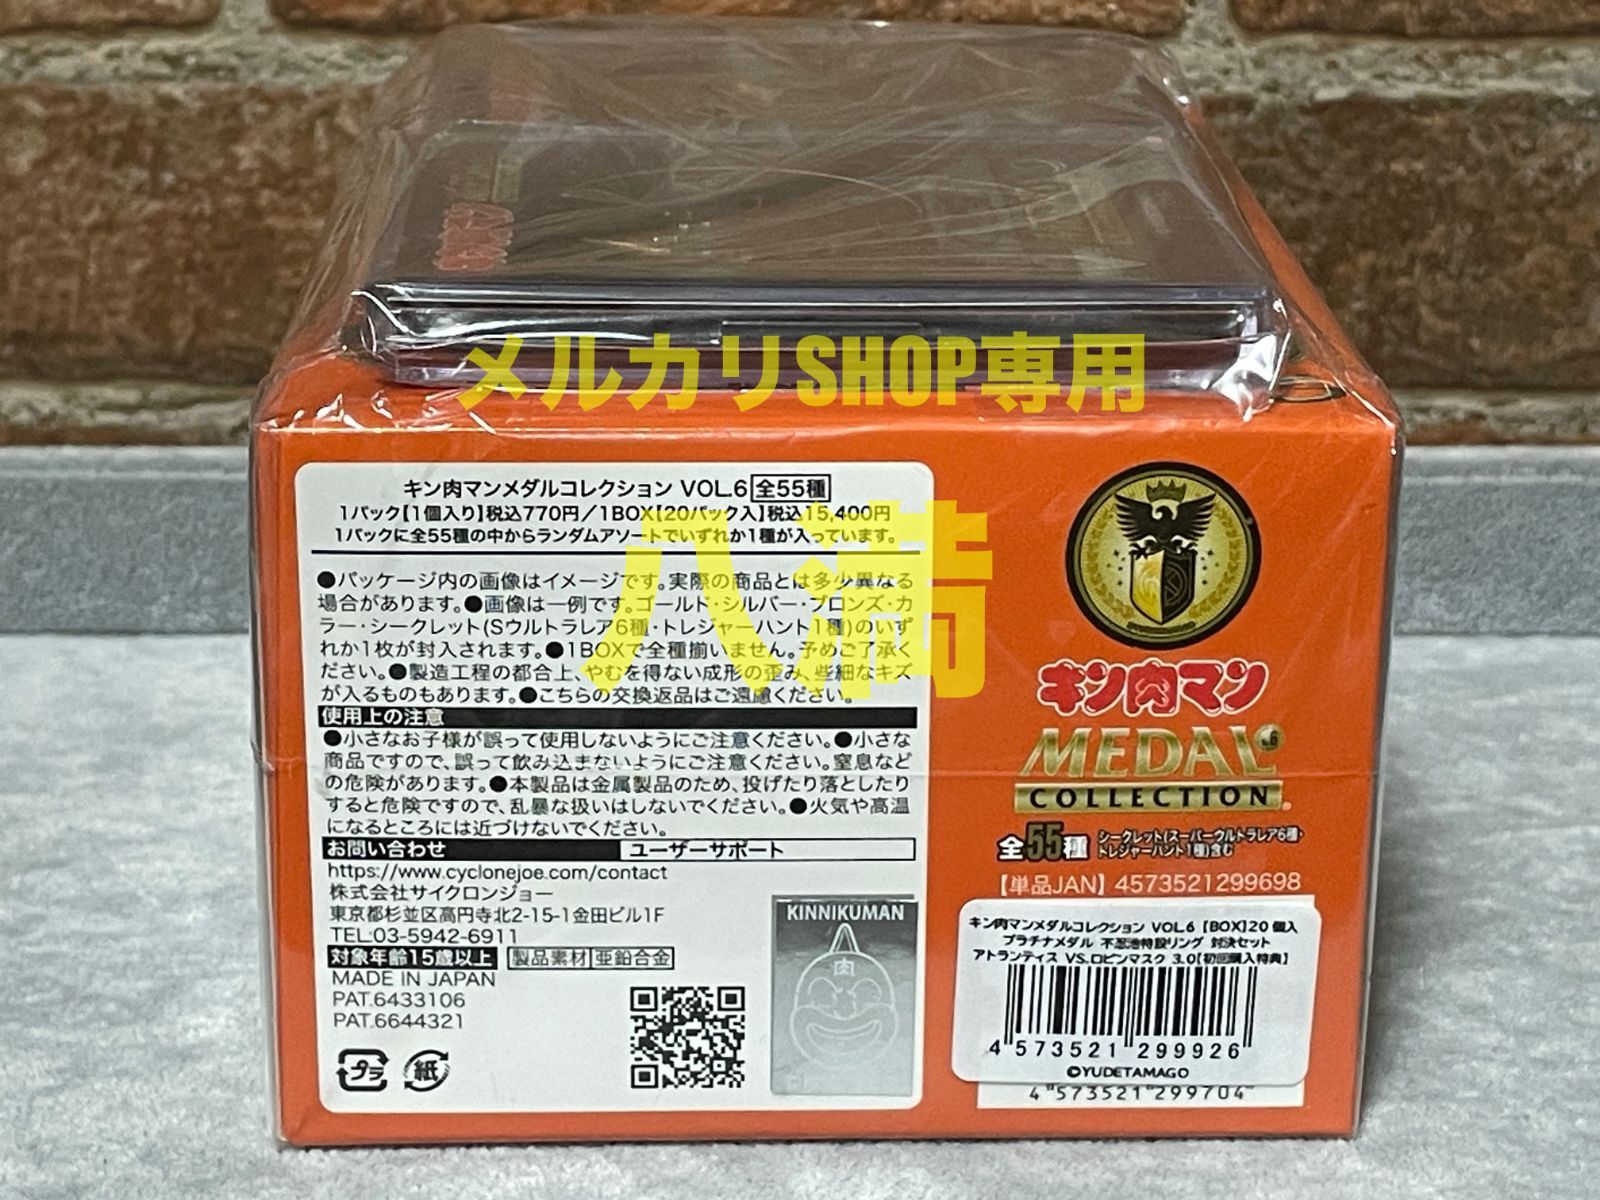 メルカリSHOP専用
八満
キン肉マンメダルコレクション VOL.6 全55種
1パック【1個入り】税込770円／1BOX【20パック入】税込15,400円
1パックに全55種の中からランダムアソートでいずれか1種が入っています。
●パッケージ内の画像はイメージです。実際の商品とは多少異なる
場合があります。●画像は一例です。ゴールド・シルバー・ブロンズ・カ
ラー・シークレット(Sウルトラレア6種・トレジャーハント1種)のいず
れか1枚が封入されます。●1BOXで全種揃いません。予めご了承く
ださい。●製造工程の都合上、やむを得ない成形の歪み、些細なキズ
が入るものもあります。●こちらの交換返品はご遠慮ください。
使用上の注意
●小さなお子様が誤って使用しないようにご注意ください。●小さな
商品ですので、誤って飲み込まないようにご注意ください。窒息など
の危険があります。●本製品は金属製品のため、投げたり落としたり
すると危険ですので、乱暴な扱いはしないでください。●火気や高温
になるところには近づけないでください。
お問い合わせ ユーザーサポート
https://www.cyclonejoe.com/contact
株式会社サイクロンジョー
東京都杉並区高円寺北2-15-1金田ビル1F
TEL:03-5942-6911
対象年齢15歳以上 製品素材 亜鉛合金
MADE IN JAPAN
PAT.6433106
PAT.6644321
プラ 紙
KINNIKUMAN
肉
キン肉マン
MEDAL
COLLECTION
全55種 シークレット(スーパーウルトラレア6種・
トレジャーハント1種)含む
【単品JAN】4573521299698
キン肉マンメダルコレクション VOL.6【BOX】20個入
プラチナメダル 不忍池特設リング 対決セット
アトランティス VS.ロビンマスク 3.0【初回購入特典】
4 573521 299926
©YUDETAMAGO
4 573521 299704